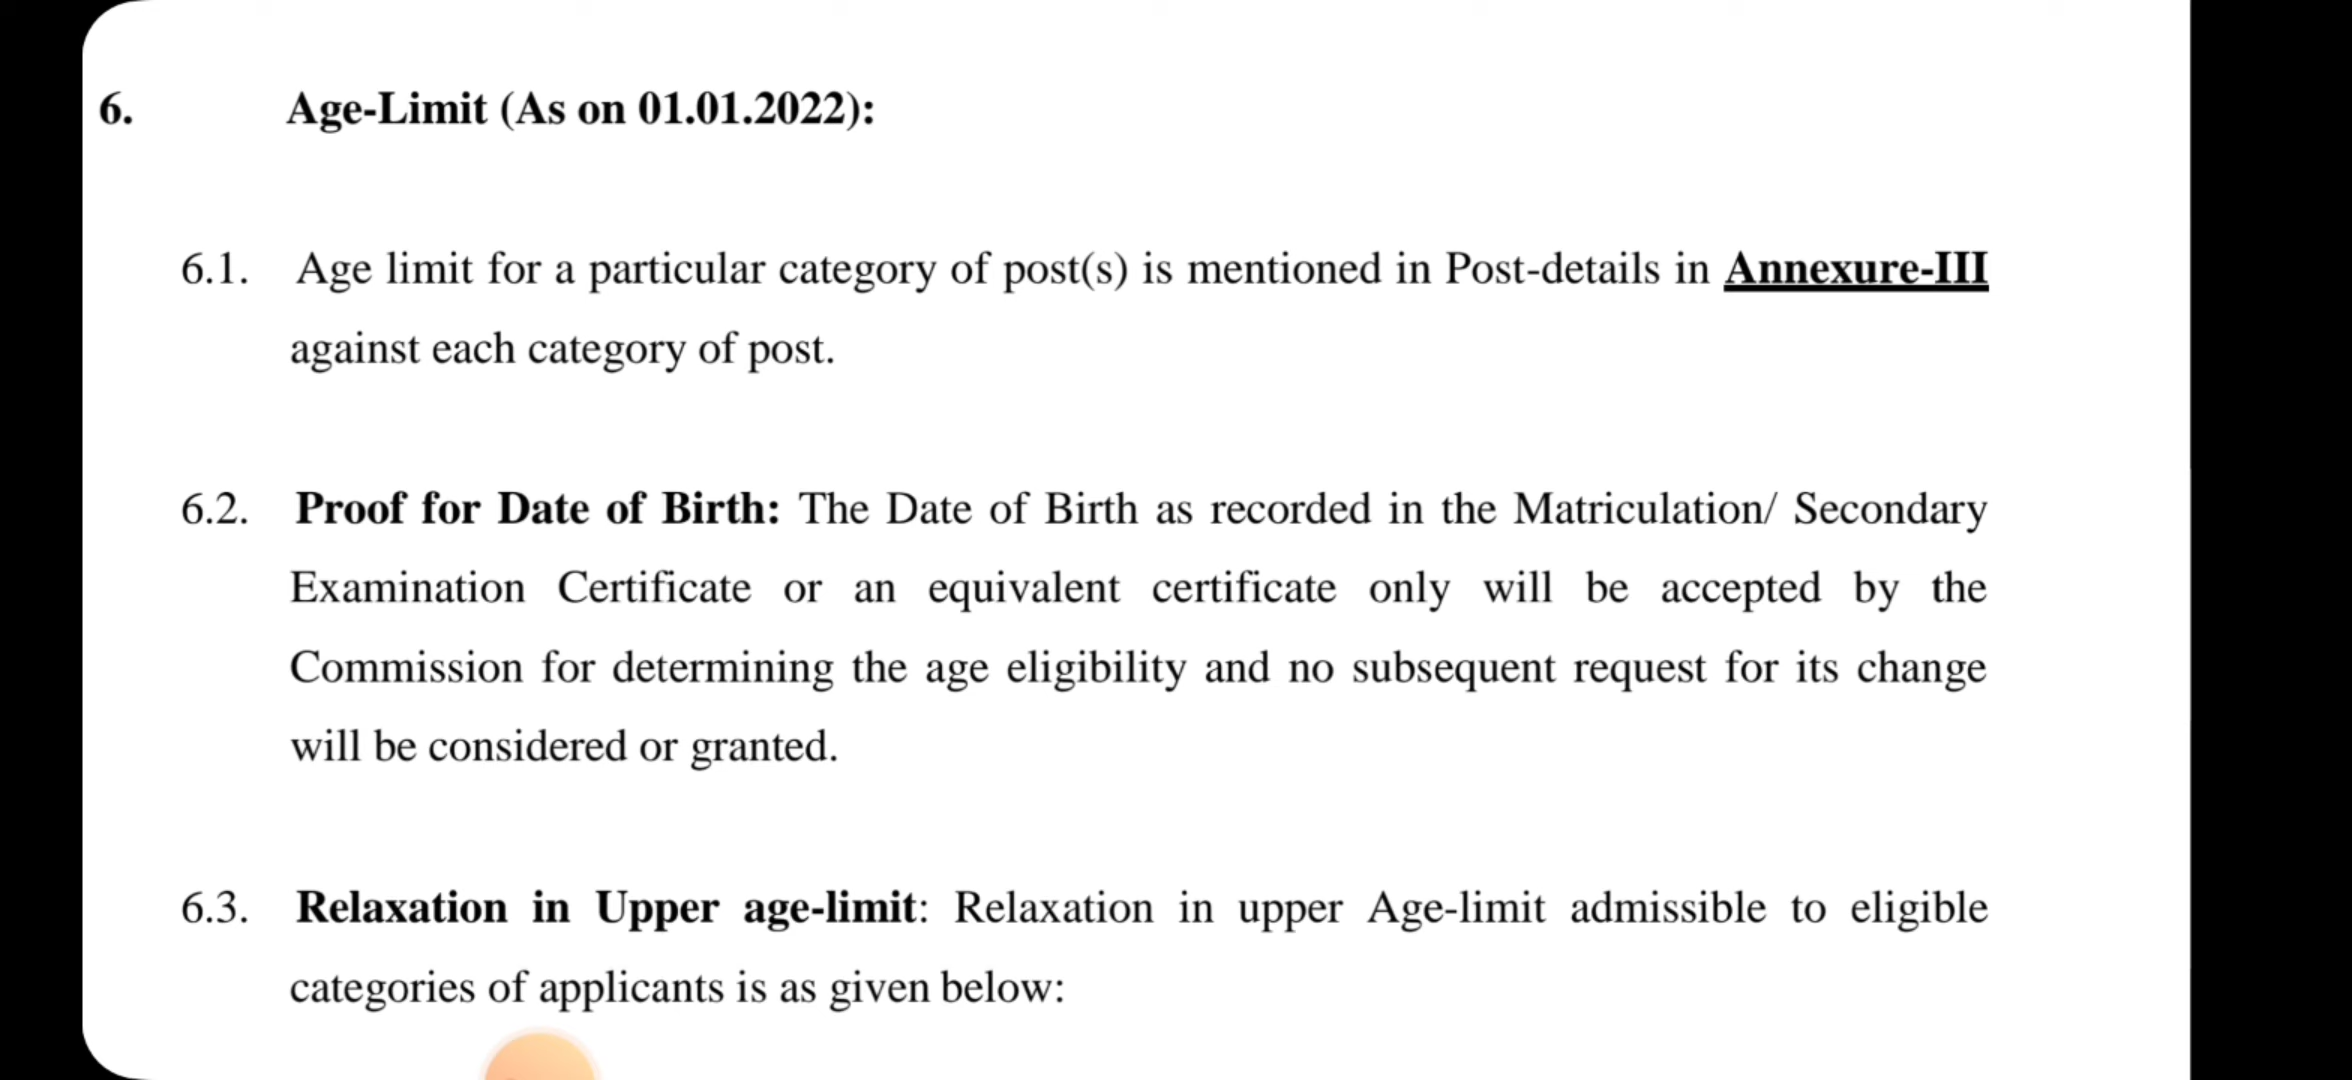 6. Age-Limit (As on 01.01.2022):
6.1. Age limit for a particular category of post(s) is mentioned in Post-details in Annexure-III
against each category of post.
6.2. Proof for Date of Birth: The Date of Birth as recorded in the Matriculation/ Secondary
Examination Certificate or an equivalent certificate only will be accepted by the
Commission for determining the age eligibility and no subsequent request for its change
will be considered or granted.
6.3. Relaxation in Upper age-limit: Relaxation in upper Age-limit admissible to eligible
categories of applicants is as given below: